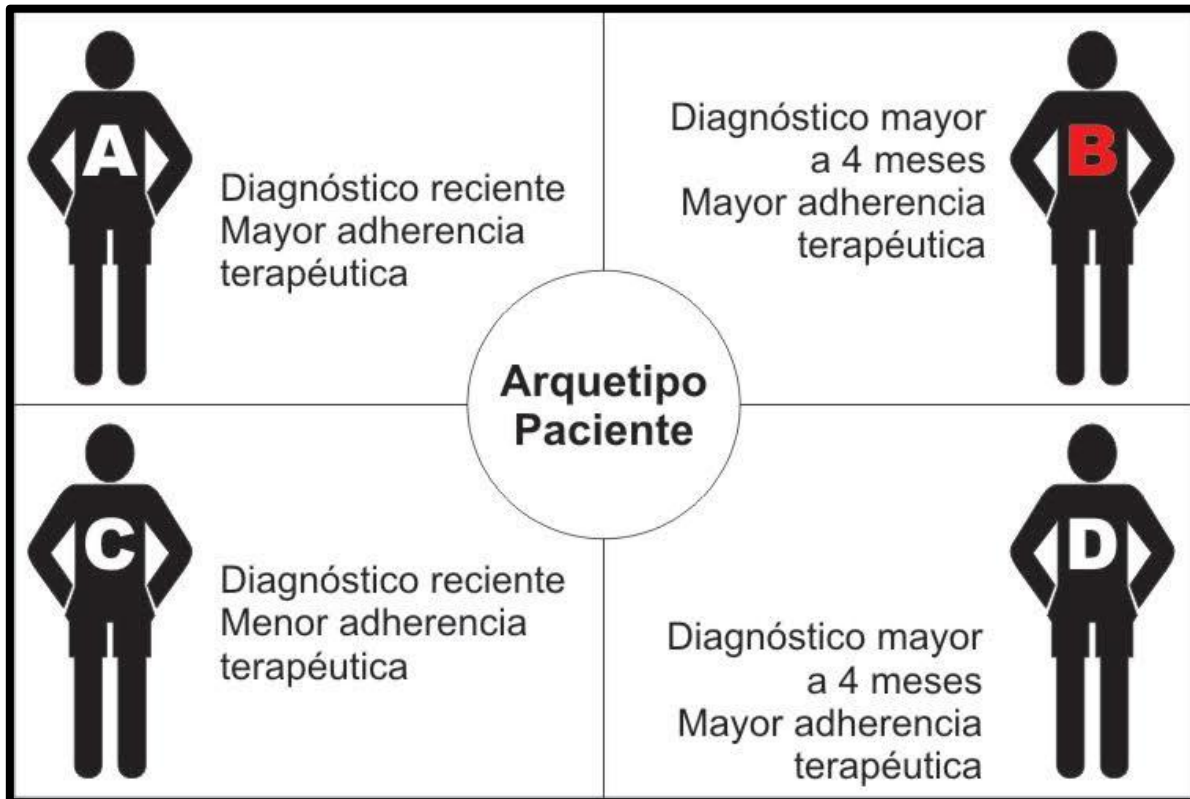 A
Diagnóstico reciente
Mayor adherencia
terapéutica
Diagnóstico mayor
a 4 meses
Mayor adherencia
terapéutica
B
Arquetipo
Paciente
C
Diagnóstico reciente
Menor adherencia
terapéutica
Diagnóstico mayor
a 4 meses
Mayor adherencia
terapéutica
D